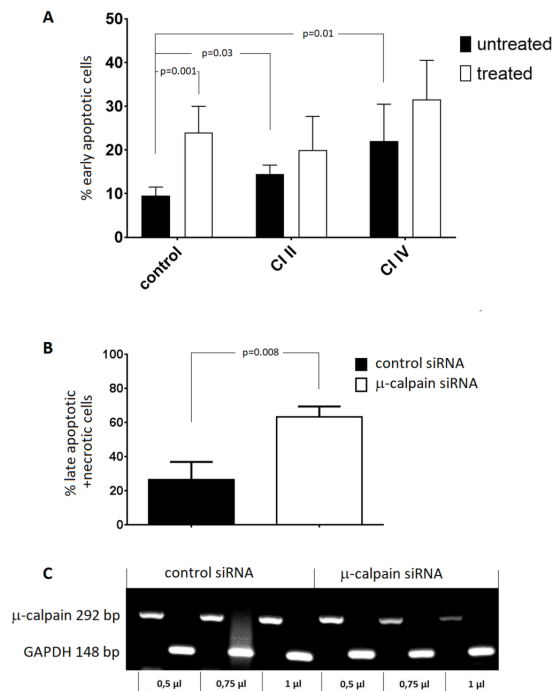 A
% early apoptotic cells
50
40
30
20
10
0
p=0.01
p=0.03
p=0.001
untreated
treated
control
CI II
CI IV
B
% late apoptotic
+necrotic cells
100
80
60
40
20
0
p=0.008
control siRNA
μ-calpain siRNA
C
control siRNA μ-calpain siRNA
μ-calpain 292 bp
GAPDH 148 bp
0,5 μl 0,75 μl 1 μl 0,5 μl 0,75 μl 1 μl